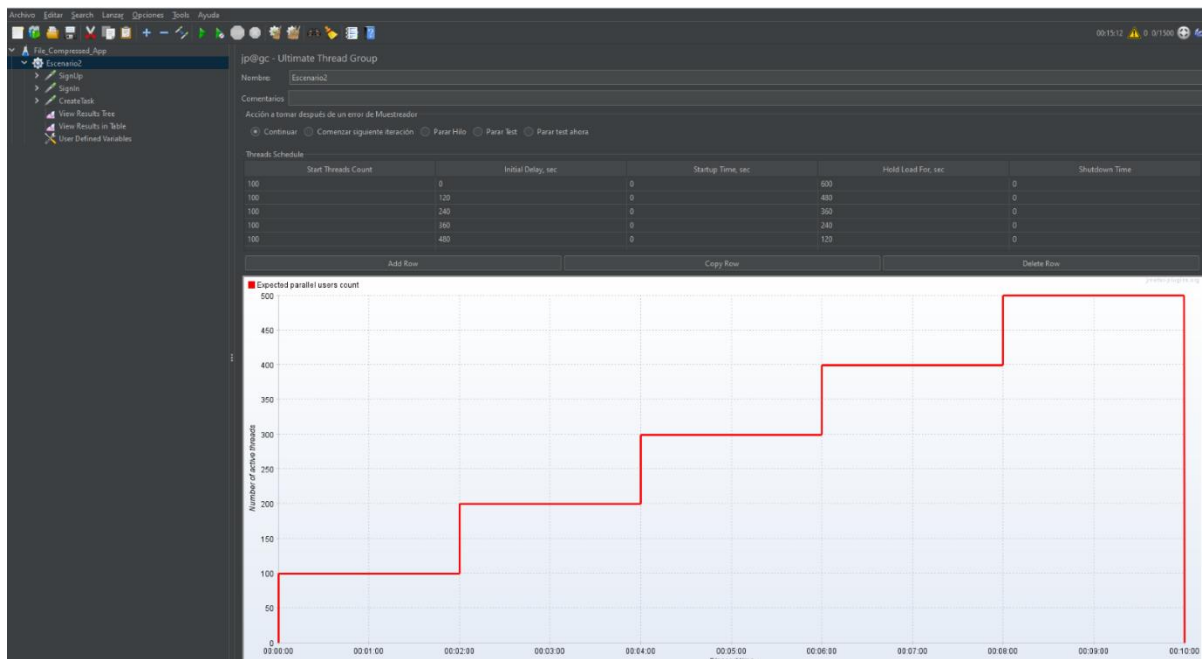 Archivo Editar Search Lanzar Opciones Tools Ayuda
00:15:12 0 0/1500
File_Compressed_App
Escenario2
SignUp
SignIn
CreateTask
View Results Tree
View Results in Table
User Defined Variables
jp@gc - Ultimate Thread Group
Nombre: Escenario2
Comentarios
Acción a tomar después de un error de Muestreador
Continuar Comenzar siguiente iteración Parar Hilo Parar Test Parar test ahora
Threads Schedule
Start Threads Count Initial Delay, sec Startup Time, sec Hold Load For, sec Shutdown Time
100 0 0 600 0
100 120 0 480 0
100 240 0 360 0
100 360 0 240 0
100 480 0 120 0
Add Row Copy Row Delete Row
Expected parallel users count
500
450
400
350
300
250
200
150
100
50
0
Number of active threads
00:00:00 00:01:00 00:02:00 00:03:00 00:04:00 00:05:00 00:06:00 00:07:00 00:08:00 00:09:00 00:10:00